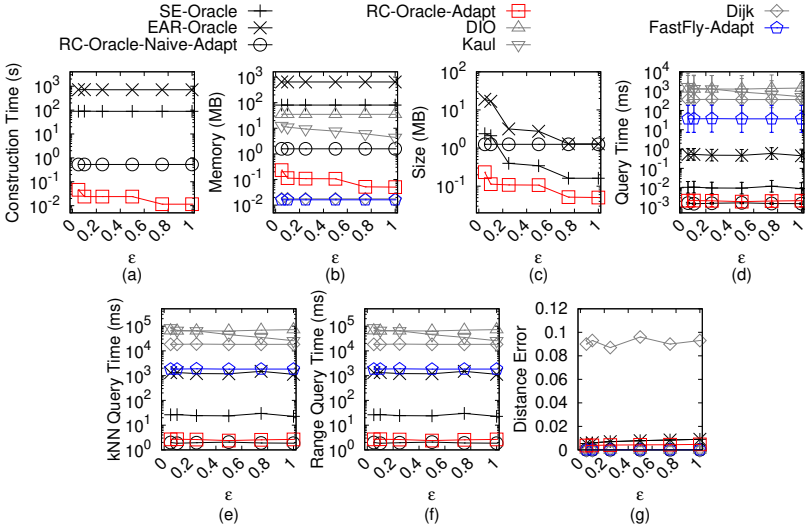 SE-Oracle
EAR-Oracle
RC-Oracle-Naive-Adapt
RC-Oracle-Adapt
DIO
Kaul
Dijk
FastFly-Adapt
Construction Time (s)
10^3
10^2
10^1
10^0
10^-1
10^-2
0.2 0.4 0.6 0.8 1
ε
(a)
Memory (MB)
10^3
10^2
10^1
10^0
10^-1
10^-2
0.2 0.4 0.6 0.8 1
ε
(b)
Size (MB)
10^2
10^1
10^0
10^-1
0.2 0.4 0.6 0.8 1
ε
(c)
Query Time (ms)
10^4
10^3
10^2
10^1
10^0
10^-1
10^-2
10^-3
0.2 0.4 0.6 0.8 1
ε
(d)
kNN Query Time (ms)
10^5
10^4
10^3
10^2
10^1
10^0
0.2 0.4 0.6 0.8 1
ε
(e)
Range Query Time (ms)
10^5
10^4
10^3
10^2
10^1
10^0
0.2 0.4 0.6 0.8 1
ε
(f)
Distance Error
0.12
0.1
0.08
0.06
0.04
0.02
0
0 0.2 0.4 0.6 0.8 1
ε
(g)